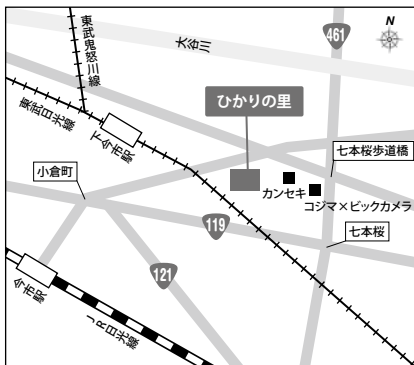 東武鬼怒川線
大谷川
461
N
東武日光線
ひかりの里
下今市駅
七本桜歩道橋
小倉町
カンセキ
コジマ×ビックカメラ
119
七本桜
121
今市駅
JR日光線